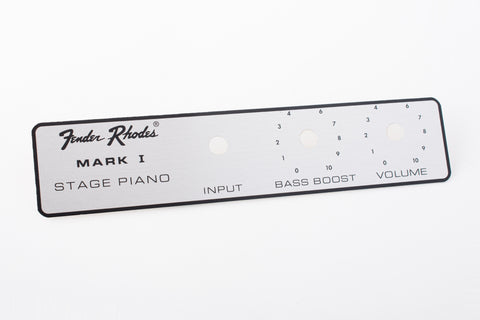 Fender Rhodes®
MARK I
STAGE PIANO
INPUT
4 6
3 7
2 8
1 9
0 10
BASS BOOST
4 6
3 7
2 8
1 9
0 10
VOLUME